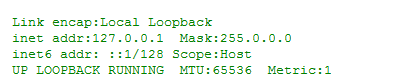 Link encap:Local Loopback
inet addr:127.0.0.1  Mask:255.0.0.0
inet6 addr: ::1/128 Scope:Host
UP LOOPBACK RUNNING  MTU:65536  Metric:1